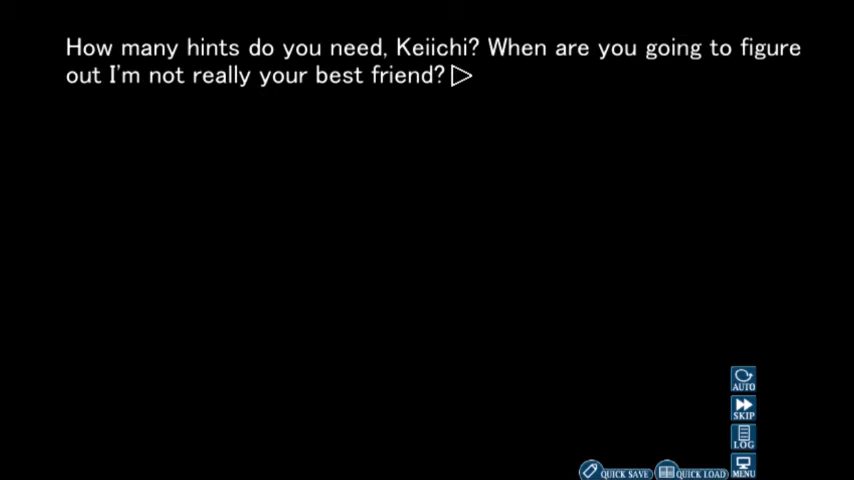 How many hints do you need, Keiichi? When are you going to figure
out I'm not really your best friend?
AUTO
SKIP
LOG
MENU
QUICK SAVE
QUICK LOAD